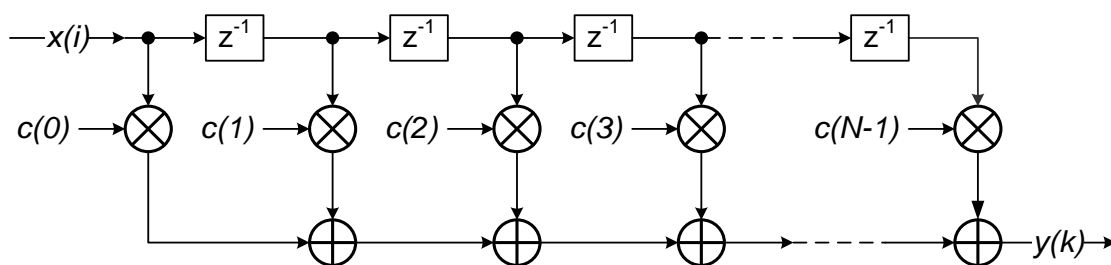 x(i) z⁻¹ z⁻¹ z⁻¹ z⁻¹
c(0) c(1) c(2) c(3) c(N-1)
y(k)